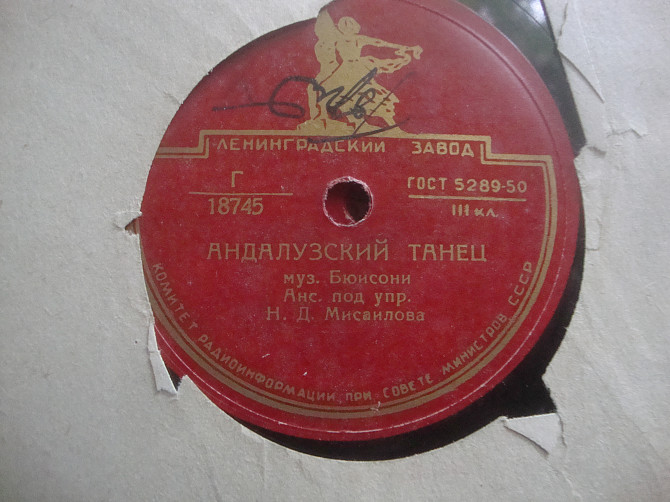 ЛЕНИНГРАДСКИЙ ЗАВОД
Г
18745
ГОСТ 5289-50
III кл.
АНДАЛУЗСКИЙ ТАНЕЦ
муз. Бюисони
Анс. под упр.
Н. Д. Мисаилова
КОМИТЕТ РАДИОИНФОРМАЦИИ ПРИ СОВЕТЕ МИНИСТРОВ СССР